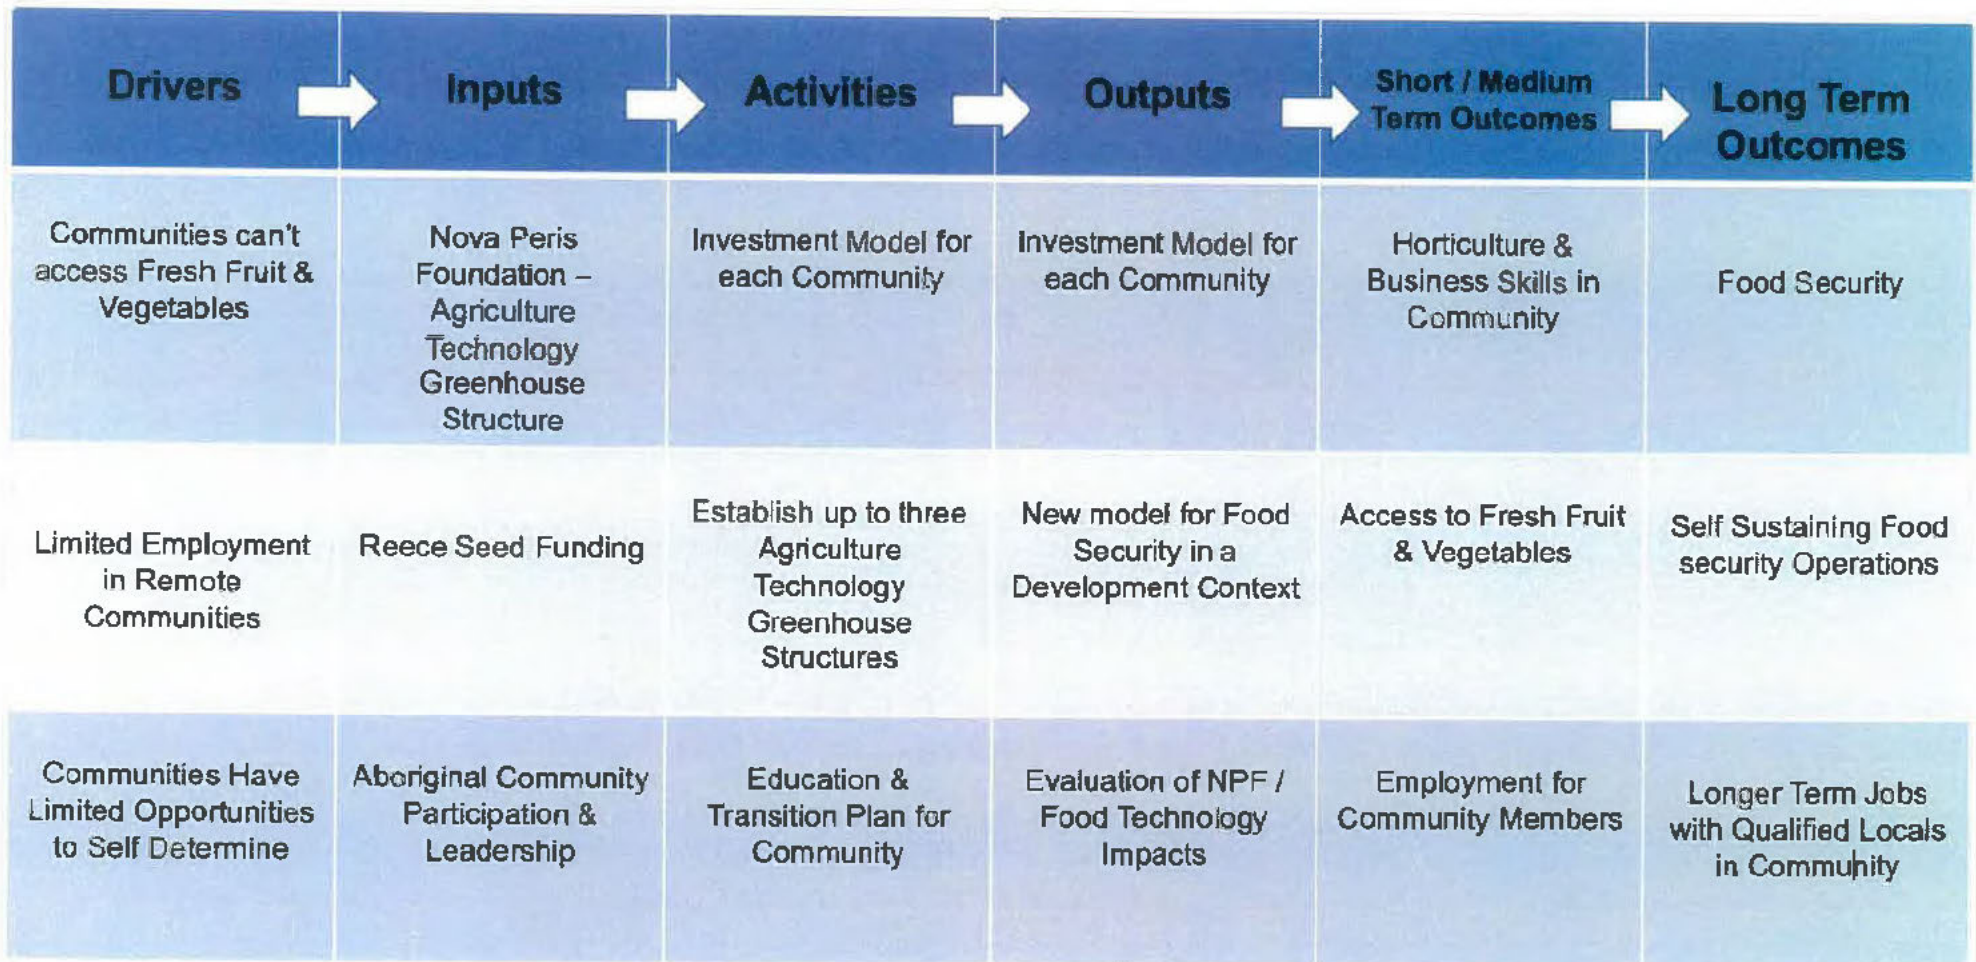 Drivers
Inputs
Activities
Outputs
Short / Medium
Term Outcomes
Long Term
Outcomes
Communities can't
access Fresh Fruit &
Vegetables
Nova Peris
Foundation –
Agriculture
Technology
Greenhouse
Structure
Investment Model for
each Community
Investment Model for
each Community
Horticulture &
Business Skills in
Community
Food Security
Limited Employment
in Remote
Communities
Reece Seed Funding
Establish up to three
Agriculture
Technology
Greenhouse
Structures
New model for Food
Security in a
Development Context
Access to Fresh Fruit
& Vegetables
Self Sustaining Food
security Operations
Communities Have
Limited Opportunities
to Self Determine
Aboriginal Community
Participation &
Leadership
Education &
Transition Plan for
Community
Evaluation of NPF /
Food Technology
Impacts
Employment for
Community Members
Longer Term Jobs
with Qualified Locals
in Community